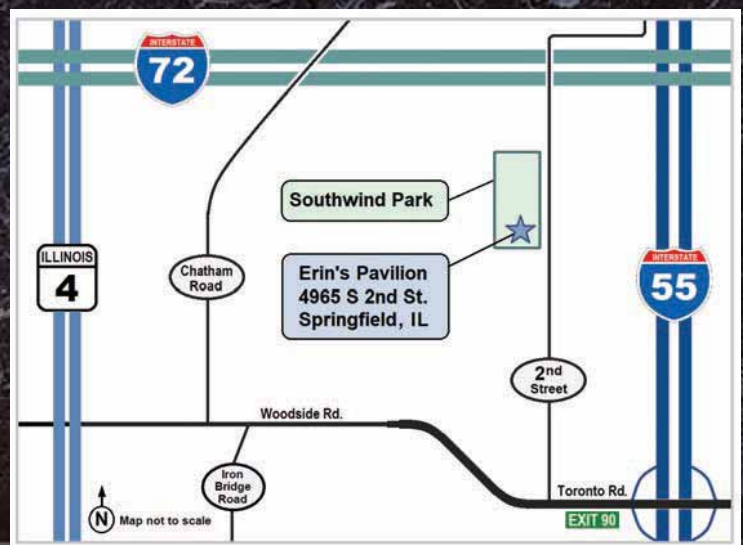 INTERSTATE
72
Southwind Park
ILLINOIS
4
Chatham
Road
Erin's Pavilion
4965 S 2nd St.
Springfield, IL
INTERSTATE
55
2nd
Street
Woodside Rd.
Iron
Bridge
Road
Toronto Rd.
EXIT 90
N Map not to scale